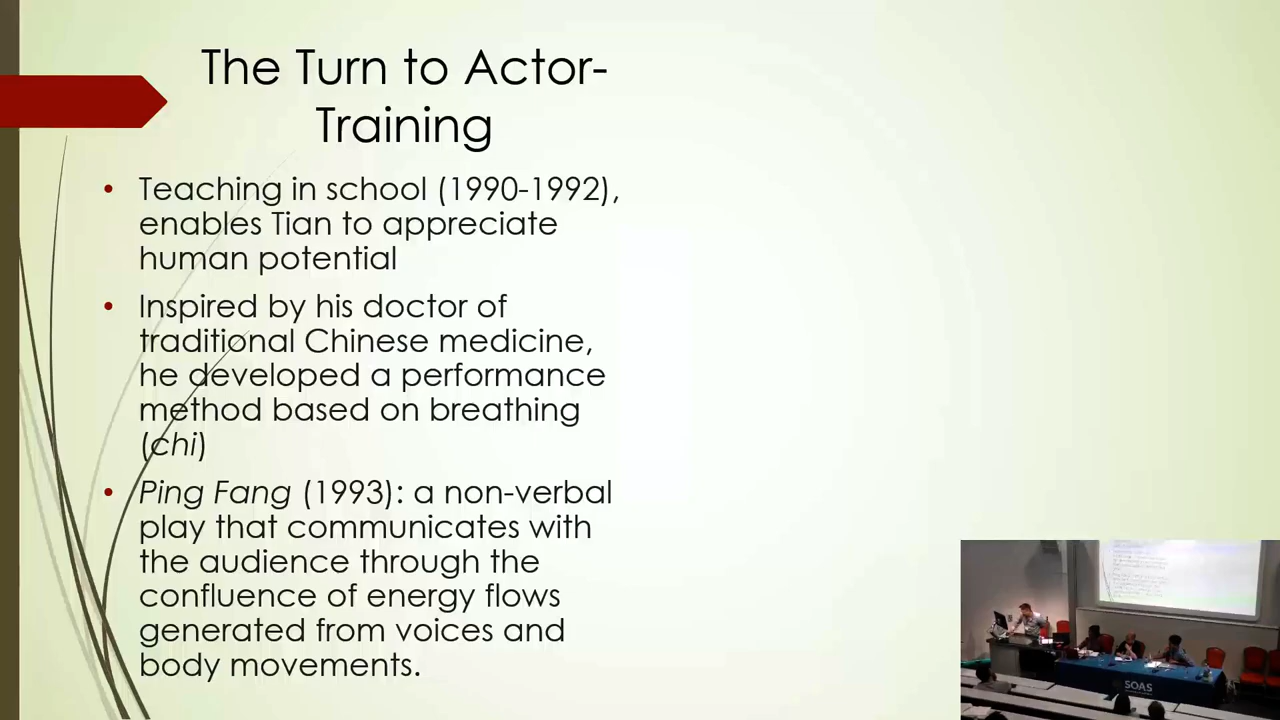 The Turn to Actor-
Training
• Teaching in school (1990-1992),
enables Tian to appreciate
human potential
• Inspired by his doctor of
traditional Chinese medicine,
he developed a performance
method based on breathing
(chi)
• Ping Fang (1993): a non-verbal
play that communicates with
the audience through the
confluence of energy flows
generated from voices and
body movements.
SOAS